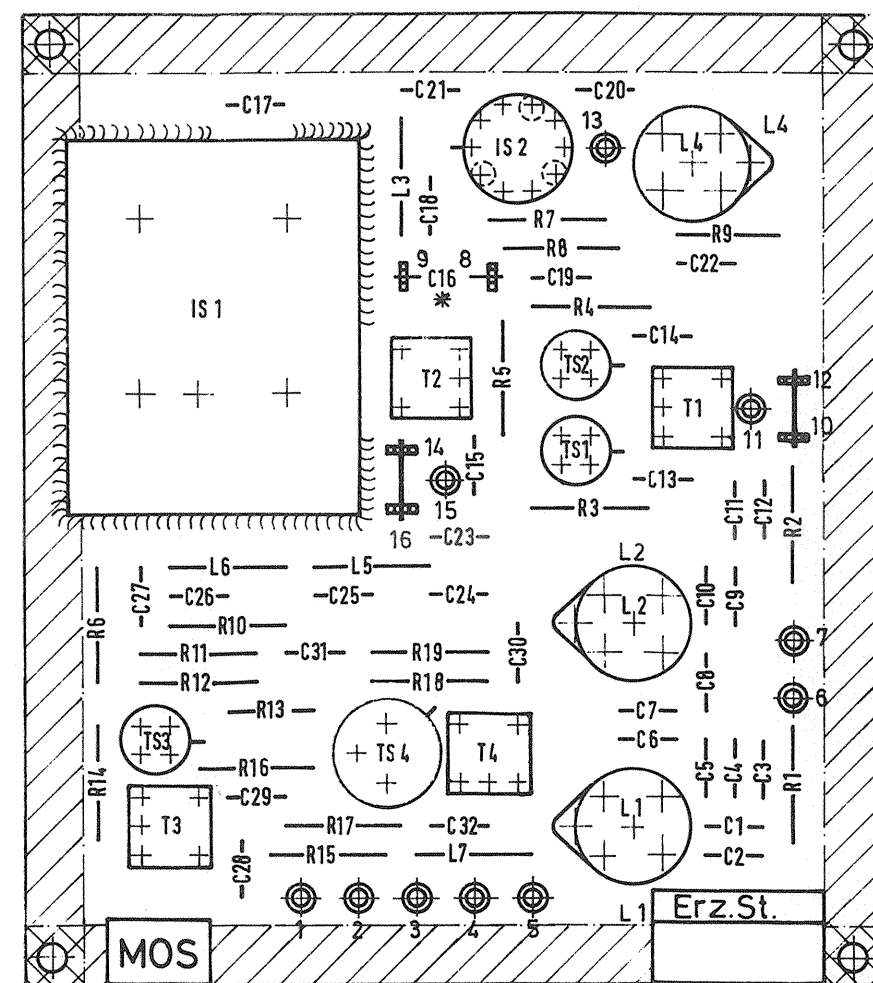 C17
C21
C20
13
IS 2
L4
L4
L3
C18
R7
R8
R9
C22
9
8
C16
C19
IS 1
R4
C14
T2
R5
TS2
T1
12
11
10
TS1
14
C15
15
16
C13
R3
C11
C12
R2
C23
L6
L5
L2
L2
C27
C26
C25
C24
C10
C9
R6
R10
R11
C31
R19
C30
7
R12
R18
C8
6
R13
C7
C6
TS3
TS 4
T4
C5
C4
C3
R14
R16
C29
R1
T3
R17
C32
L1
C1
R15
L7
C2
C28
1
2
3
4
5
L1
Erz.St.
MOS